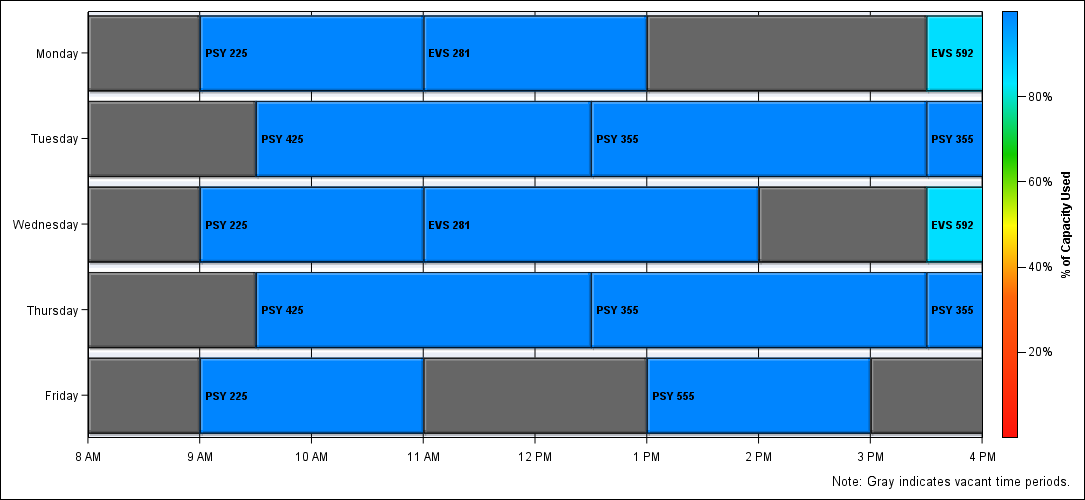 Monday
PSY 225
EVS 281
EVS 592
Tuesday
PSY 425
PSY 355
PSY 355
Wednesday
PSY 225
EVS 281
EVS 592
Thursday
PSY 425
PSY 355
PSY 355
Friday
PSY 225
PSY 555
8 AM
9 AM
10 AM
11 AM
12 PM
1 PM
2 PM
3 PM
4 PM
80%
60%
40%
20%
% of Capacity Used
Note: Gray indicates vacant time periods.